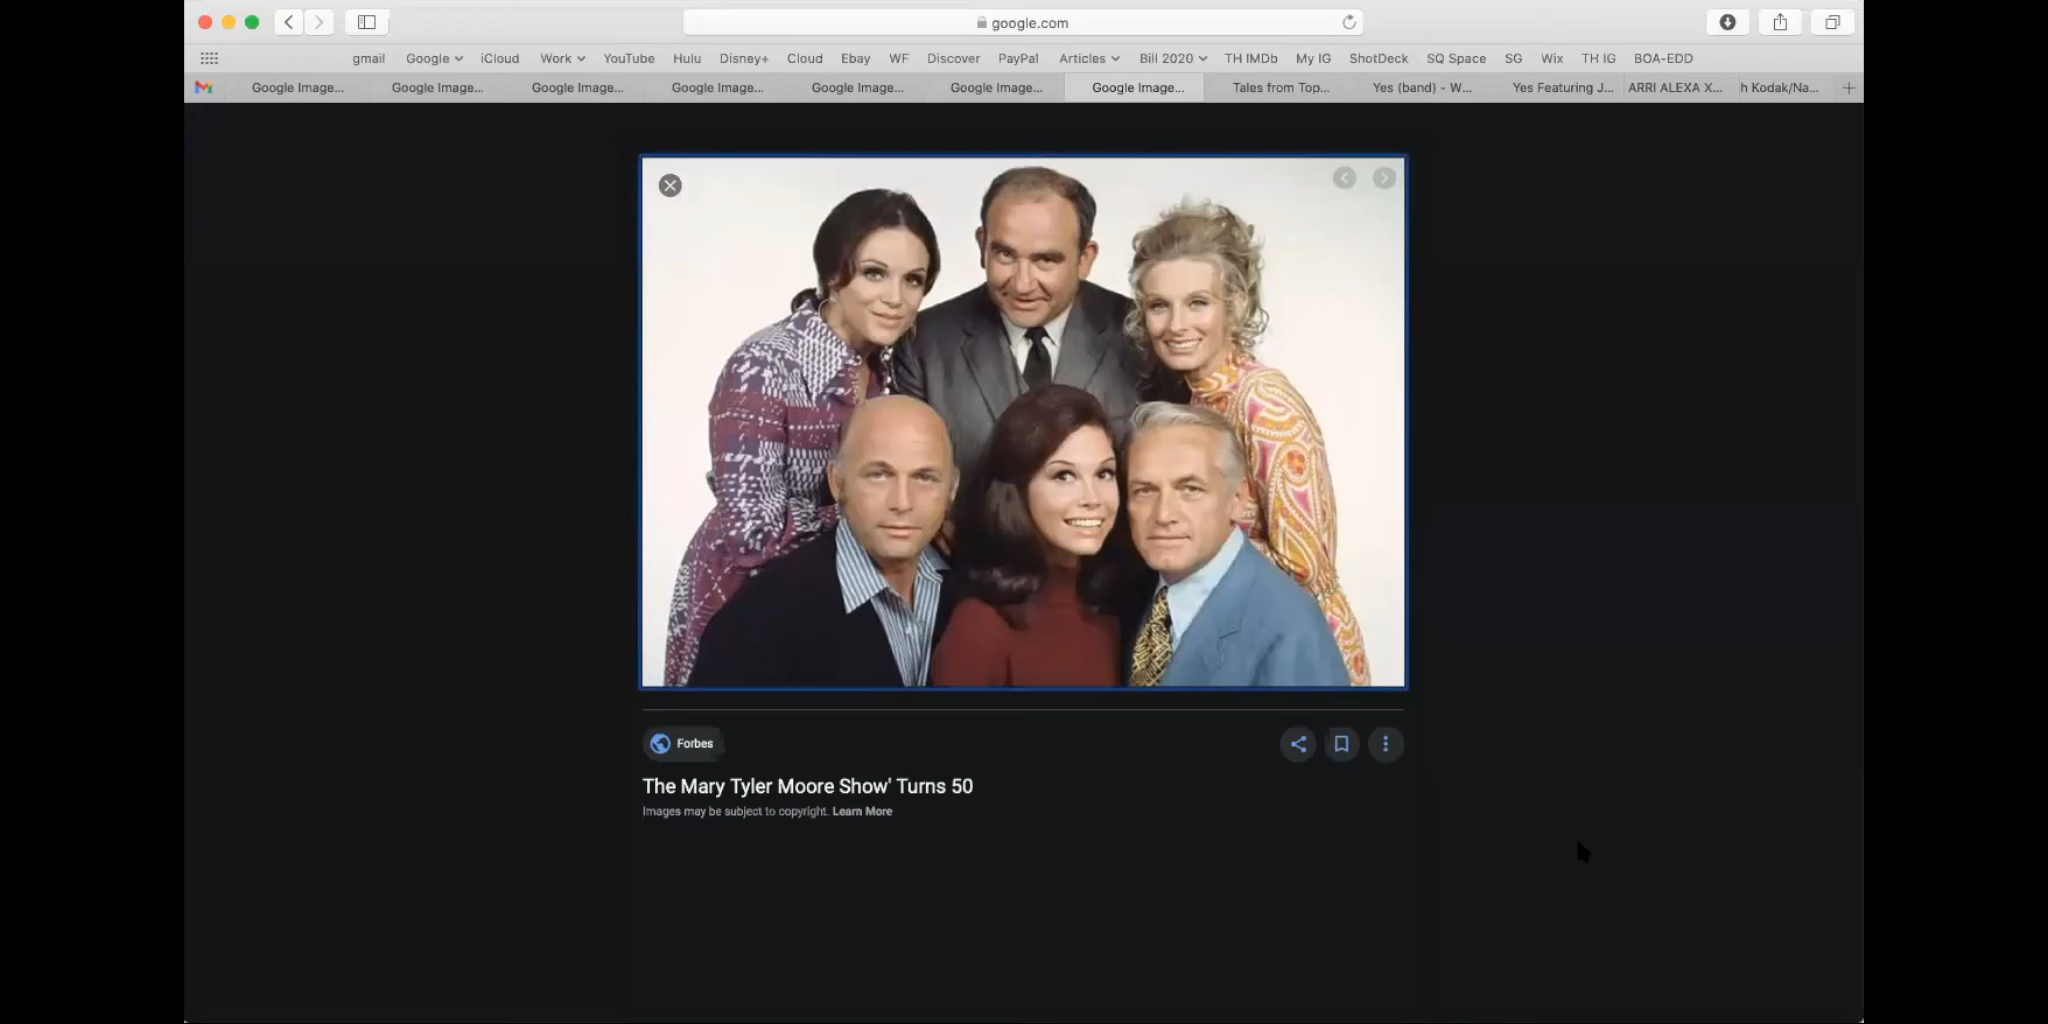 google.com
gmail Google iCloud Work YouTube Hulu Disney+ Cloud Ebay WF Discover PayPal Articles Bill 2020 TH IMDb My IG ShotDeck SQ Space SG Wix TH IG BOA-EDD
Google Image... Google Image... Google Image... Google Image... Google Image... Google Image... Google Image... Tales from Top... Yes (band) - W... Yes Featuring J... ARRI ALEXA X... h Kodak/Na...
Forbes
The Mary Tyler Moore Show' Turns 50
Images may be subject to copyright. Learn More